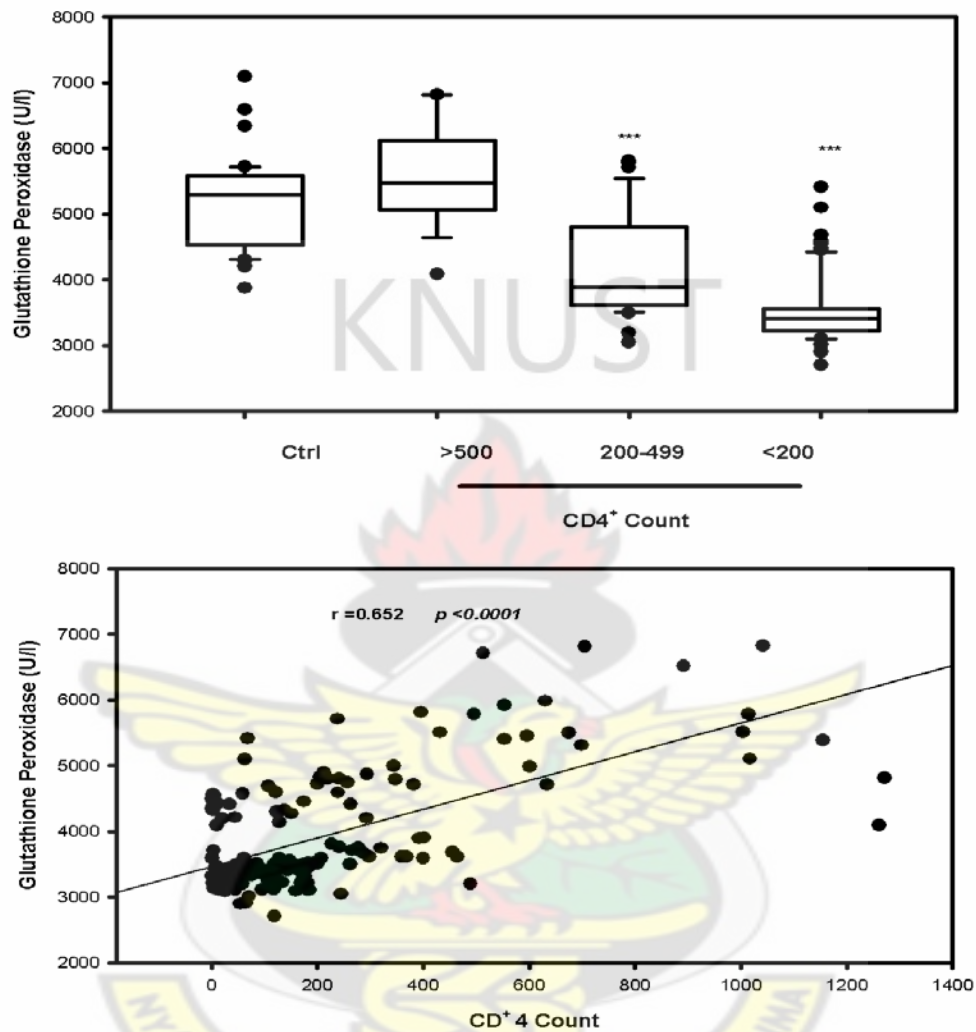 8000
7000
6000
5000
4000
3000
2000
Glutathione Peroxidase (U/l)
***
***
KNUST
Ctrl >500 200-499 <200
CD4+ Count
8000
7000
6000
5000
4000
3000
2000
Glutathione Peroxidase (U/l)
r =0.652 p <0.0001
0 200 400 600 800 1000 1200 1400
CD+ 4 Count